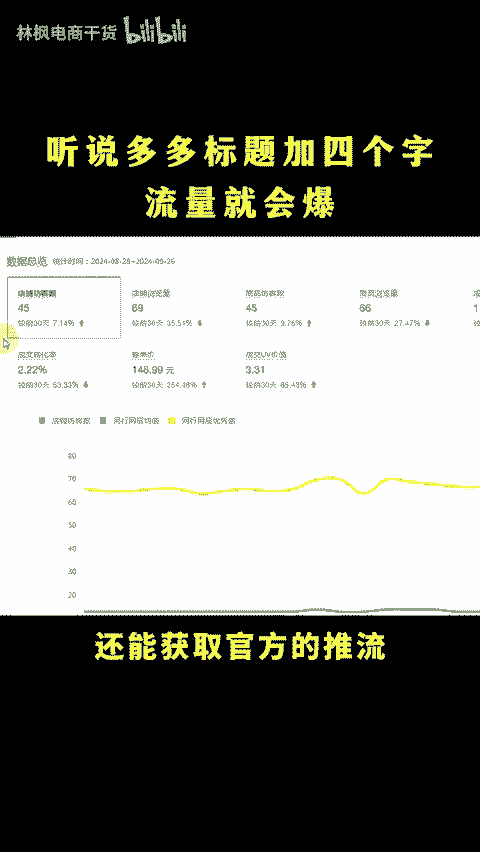 林枫电商干货 bilibili
听说多多标题加四个字
流量就会爆
数据总览 统计时间：2024-08-28~2024-09-26
店铺访客数 店铺浏览量 商品访客数 商品浏览量
45 69 45 66 1
较前30天 7.14% 较前30天 35.51% 较前30天 9.76% 较前30天 27.47%
成交转化率 客单价 成交UV价值
2.22% 148.99 元 3.31
较前30天 53.33% 较前30天 254.48% 较前30天 65.43%
店铺访客数 同行同层均值 同行同层优秀值
80
70
60
50
40
30
20
还能获取官方的推流